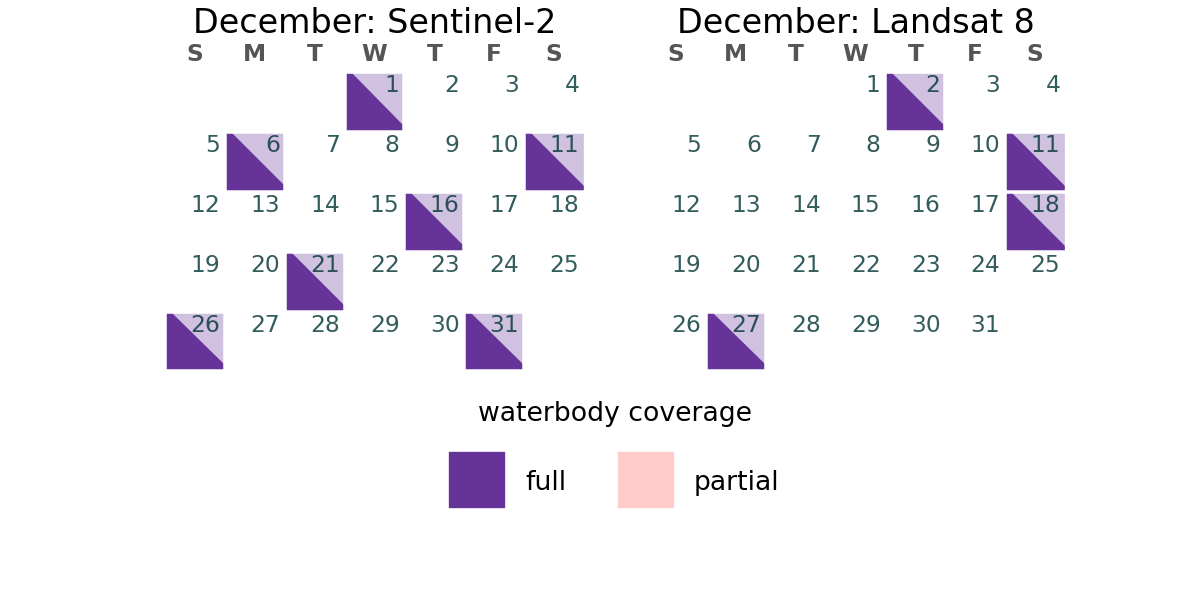 December: Sentinel-2
S M T W T F S
1 2 3 4
5 6 7 8 9 10 11
12 13 14 15 16 17 18
19 20 21 22 23 24 25
26 27 28 29 30 31
December: Landsat 8
S M T W T F S
1 2 3 4
5 6 7 8 9 10 11
12 13 14 15 16 17 18
19 20 21 22 23 24 25
26 27 28 29 30 31
waterbody coverage
full
partial